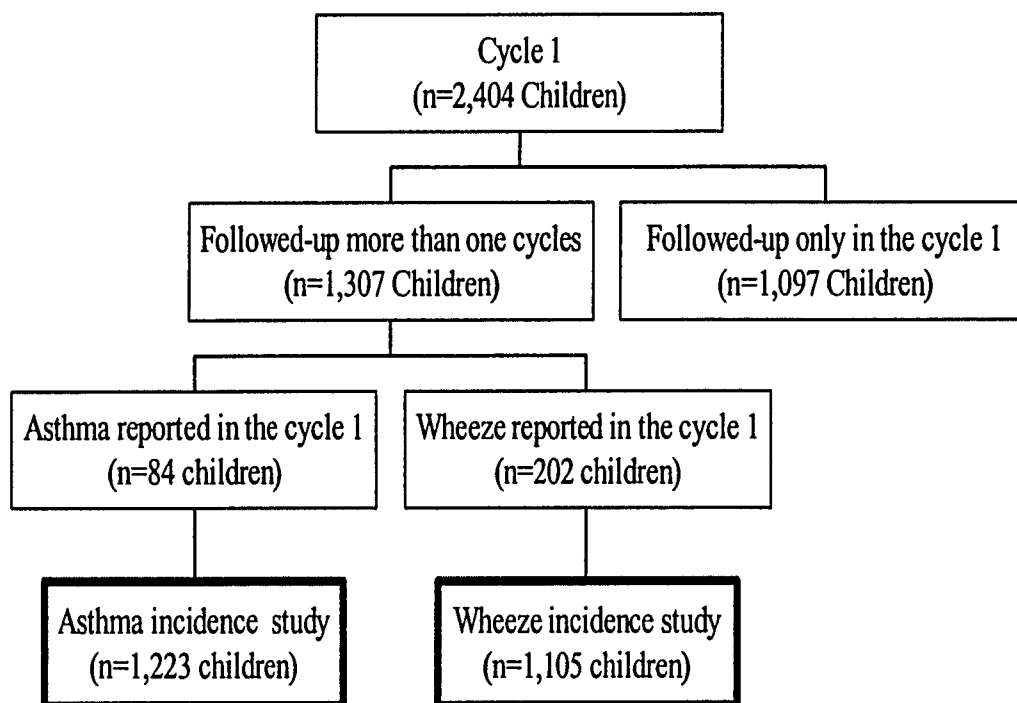 Cycle 1
(n=2,404 Children)
Followed-up more than one cycles
(n=1,307 Children)
Followed-up only in the cycle 1
(n=1,097 Children)
Asthma reported in the cycle 1
(n=84 children)
Wheeze reported in the cycle 1
(n=202 children)
Asthma incidence study
(n=1,223 children)
Wheeze incidence study
(n=1,105 children)